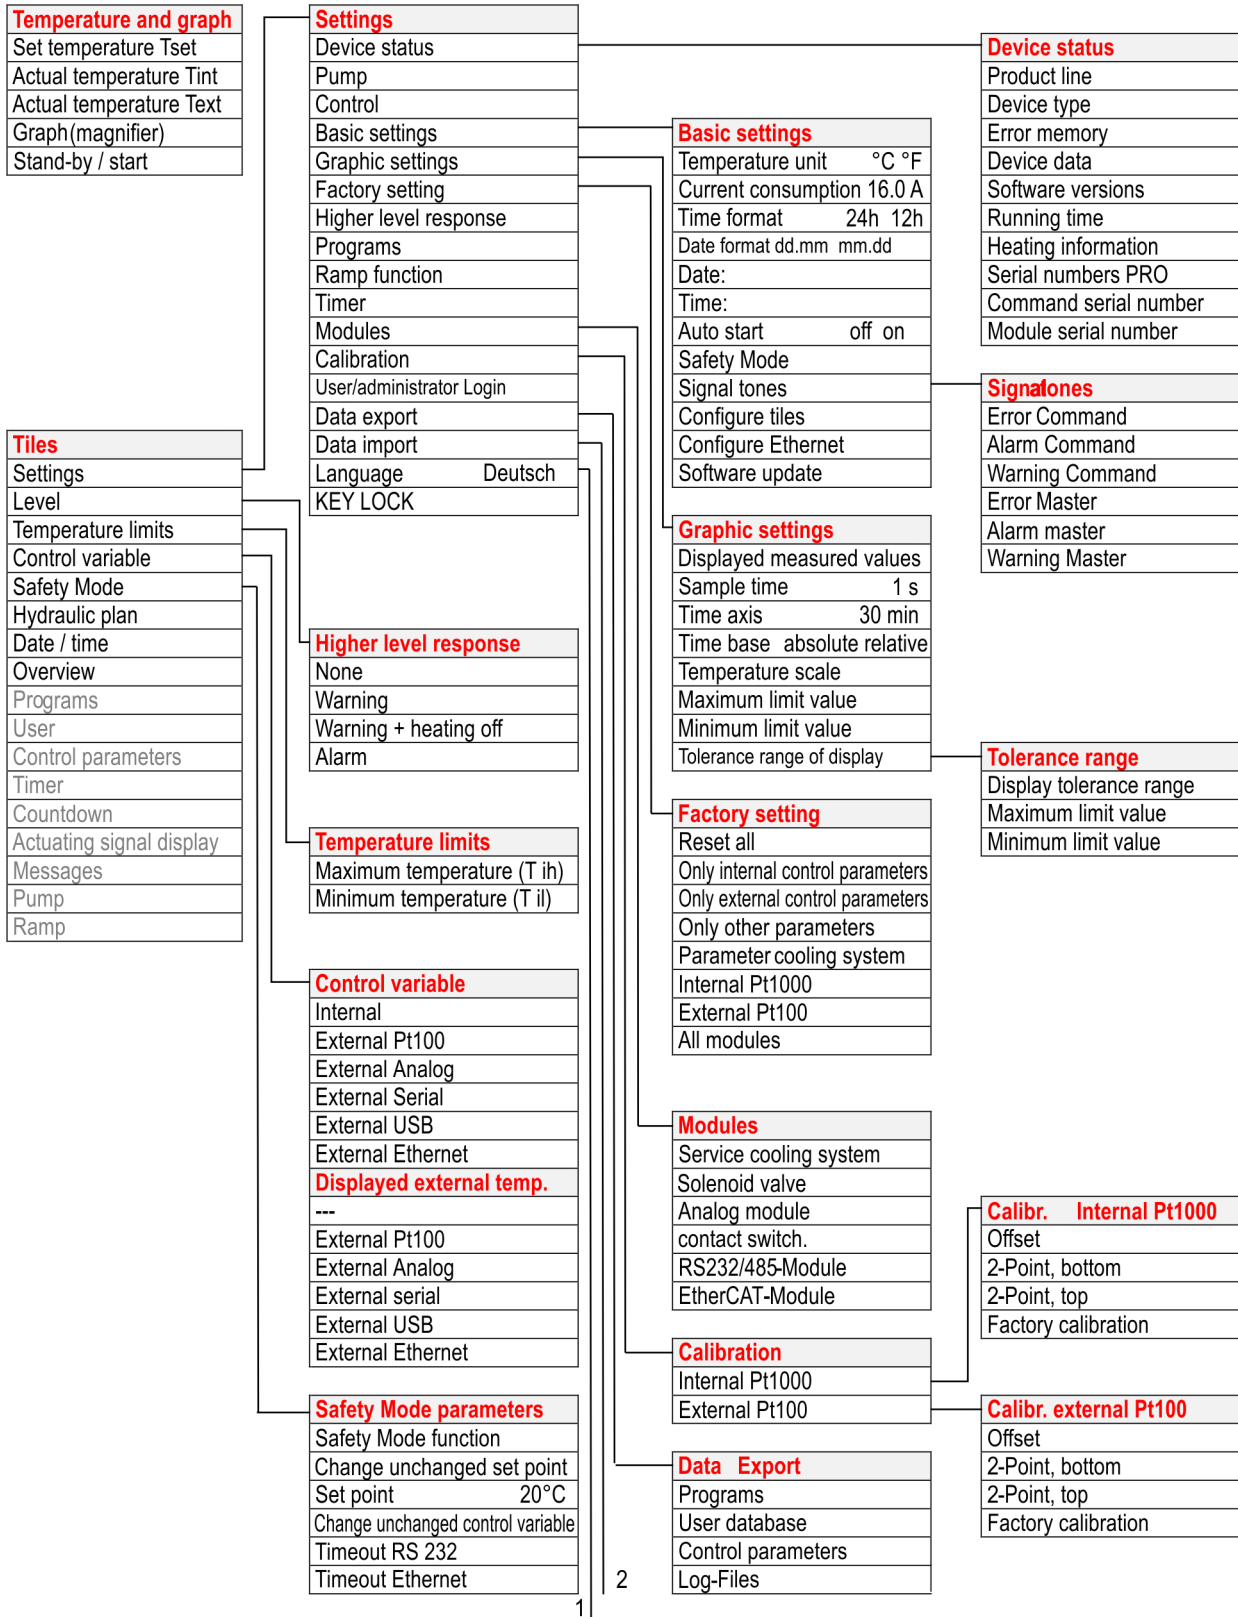 Temperature and graph
Set temperature Tset
Actual temperature Tint
Actual temperature Text
Graph (magnifier)
Stand-by / start
Tiles
Settings
Level
Temperature limits
Control variable
Safety Mode
Hydraulic plan
Date / time
Overview
Programs
User
Control parameters
Timer
Countdown
Actuating signal display
Messages
Pump
Ramp
Settings
Device status
Pump
Control
Basic settings
Graphic settings
Factory setting
Higher level response
Programs
Ramp function
Timer
Modules
Calibration
User/administrator Login
Data export
Data import
Language Deutsch
KEY LOCK
Higher level response
None
Warning
Warning + heating off
Alarm
Temperature limits
Maximum temperature (T ih)
Minimum temperature (T il)
Control variable
Internal
External Pt100
External Analog
External Serial
External USB
External Ethernet
Displayed external temp.
---
External Pt100
External Analog
External serial
External USB
External Ethernet
Safety Mode parameters
Safety Mode function
Change unchanged set point
Set point 20°C
Change unchanged control variable
Timeout RS 232
Timeout Ethernet
1
2
Basic settings
Temperature unit °C °F
Current consumption 16.0 A
Time format 24h 12h
Date format dd.mm mm.dd
Date:
Time:
Auto start off on
Safety Mode
Signal tones
Configure tiles
Configure Ethernet
Software update
Graphic settings
Displayed measured values
Sample time 1 s
Time axis 30 min
Time base absolute relative
Temperature scale
Maximum limit value
Minimum limit value
Tolerance range of display
Factory setting
Reset all
Only internal control parameters
Only external control parameters
Only other parameters
Parameter cooling system
Internal Pt1000
External Pt100
All modules
Modules
Service cooling system
Solenoid valve
Analog module
contact switch.
RS232/485-Module
EtherCAT-Module
Calibration
Internal Pt1000
External Pt100
Data Export
Programs
User database
Control parameters
Log-Files
Device status
Product line
Device type
Error memory
Device data
Software versions
Running time
Heating information
Serial numbers PRO
Command serial number
Module serial number
Signal tones
Error Command
Alarm Command
Warning Command
Error Master
Alarm master
Warning Master
Tolerance range
Display tolerance range
Maximum limit value
Minimum limit value
Calibr. Internal Pt1000
Offset
2-Point, bottom
2-Point, top
Factory calibration
Calibr. external Pt100
Offset
2-Point, bottom
2-Point, top
Factory calibration